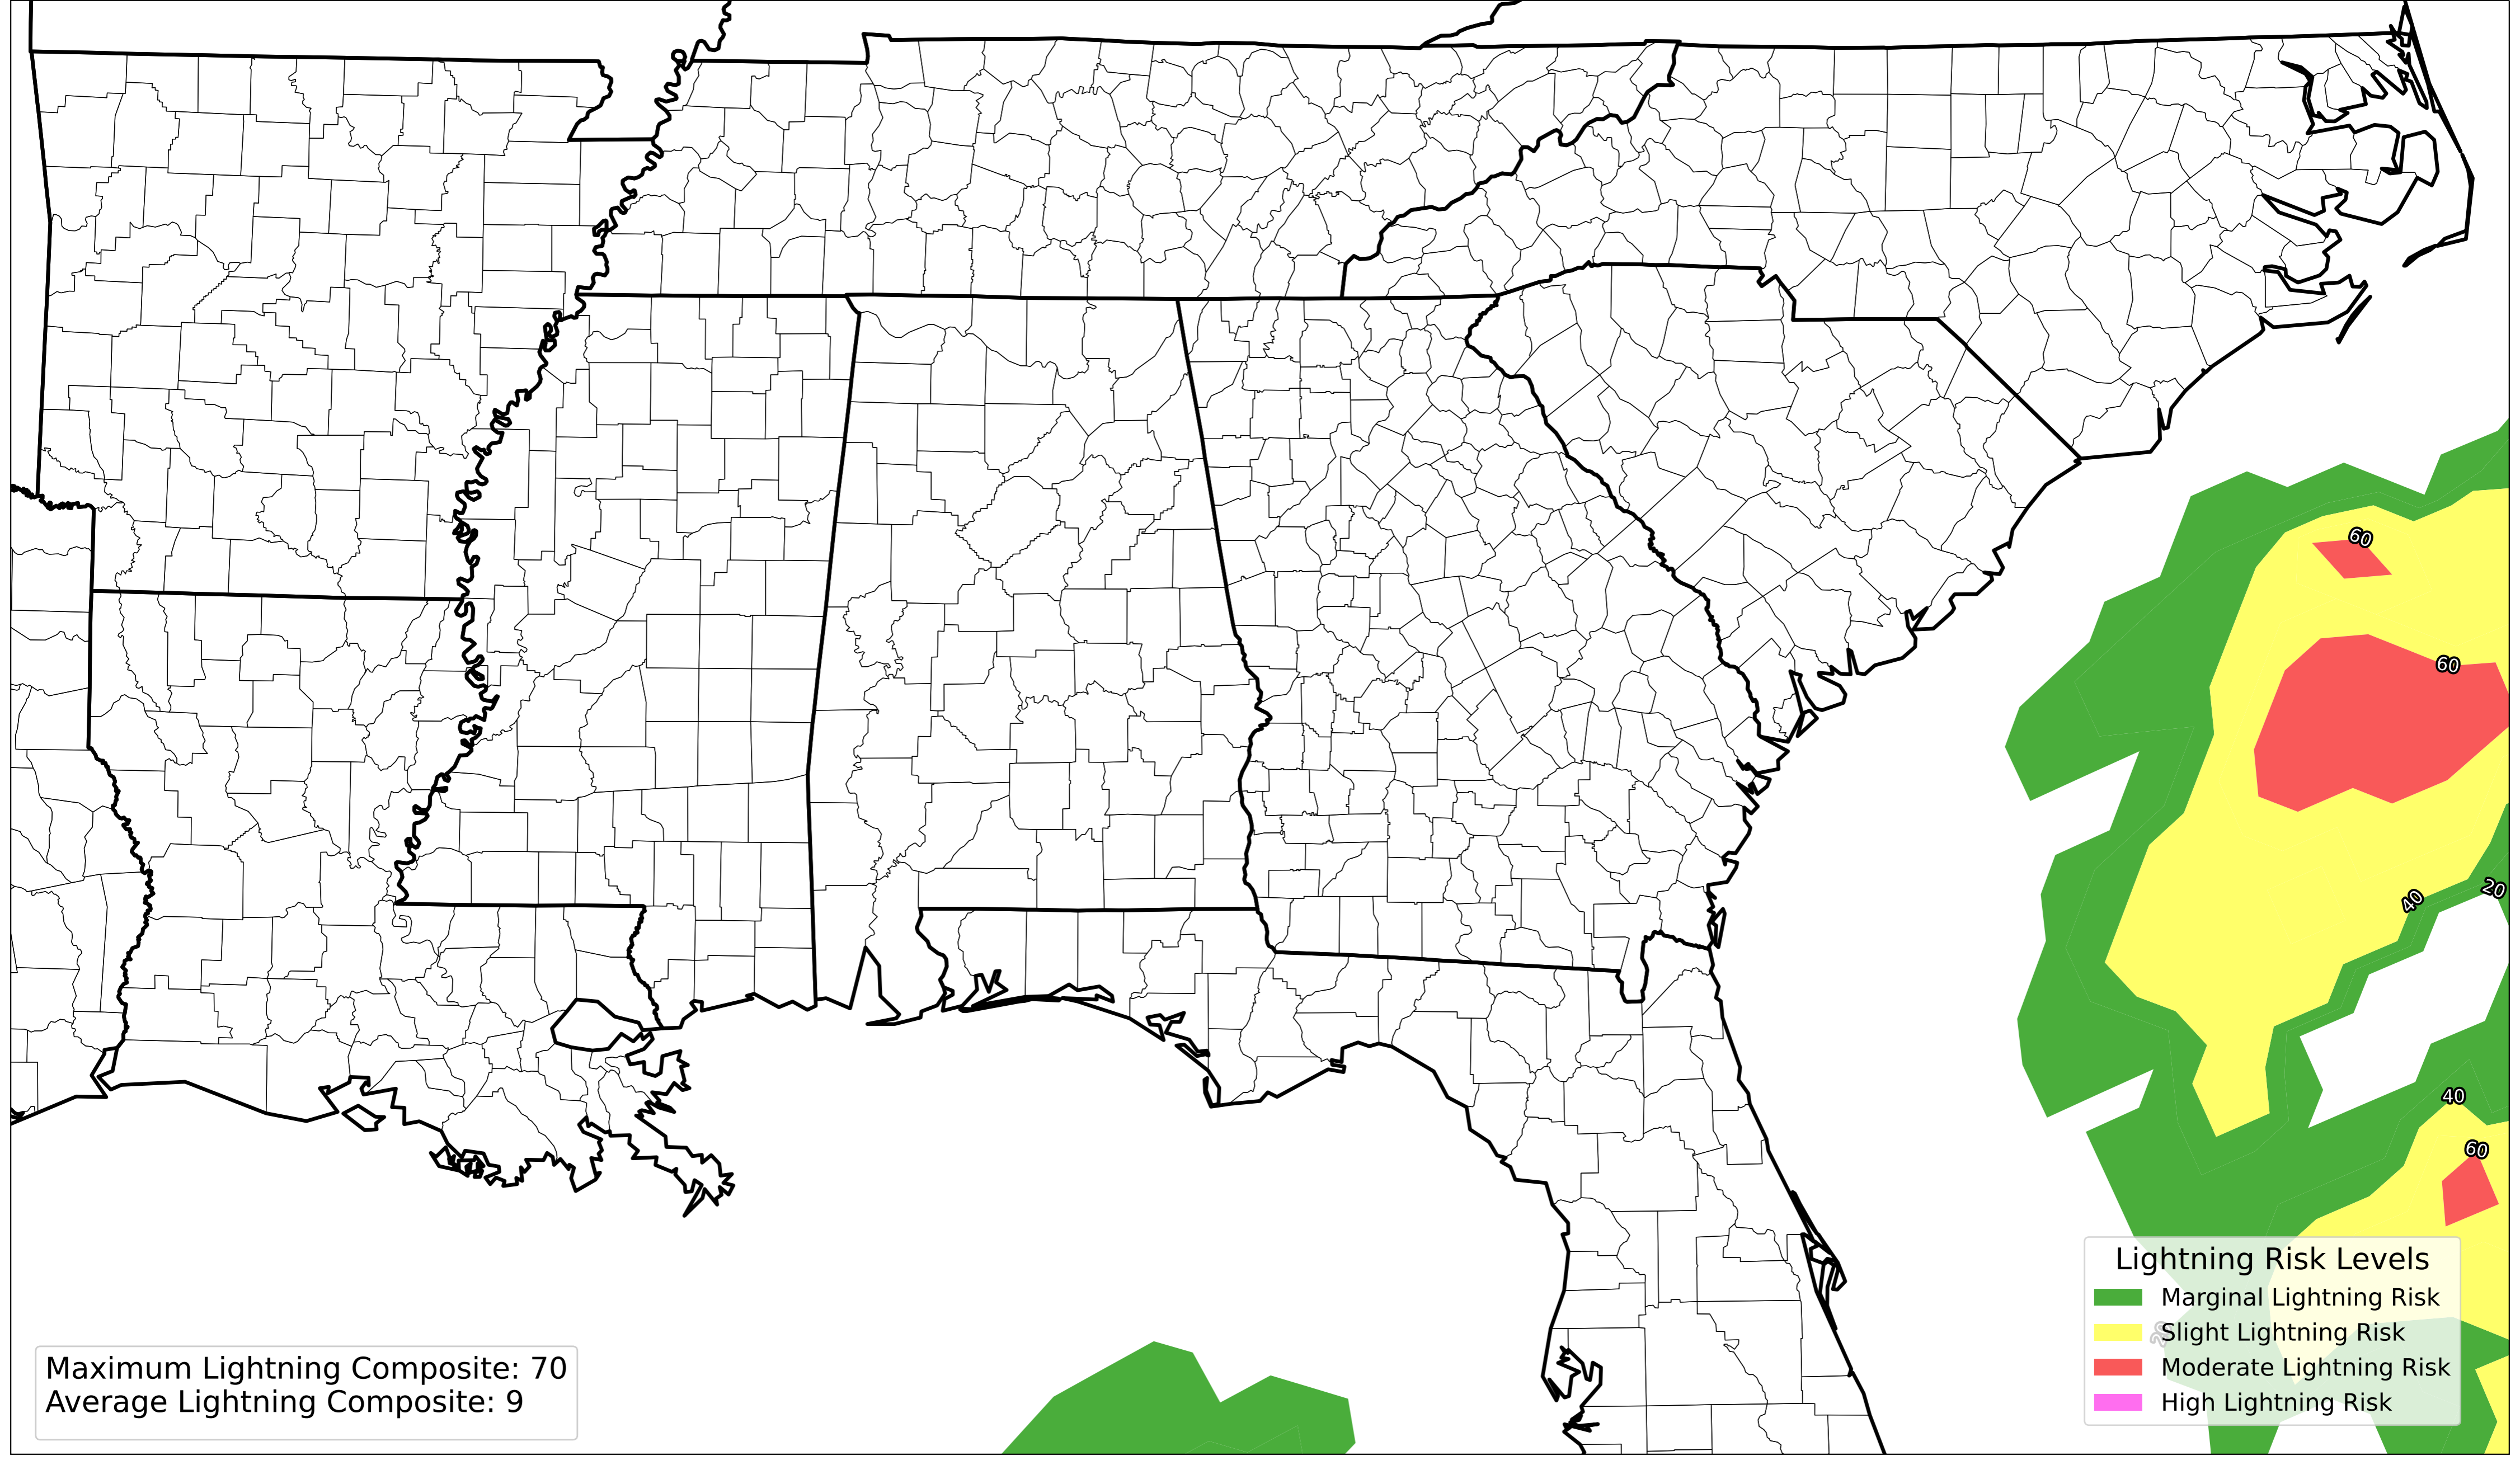 60
60
40
20
40
60
Lightning Risk Levels
Marginal Lightning Risk
Slight Lightning Risk
Moderate Lightning Risk
High Lightning Risk
Maximum Lightning Composite: 70
Average Lightning Composite: 9